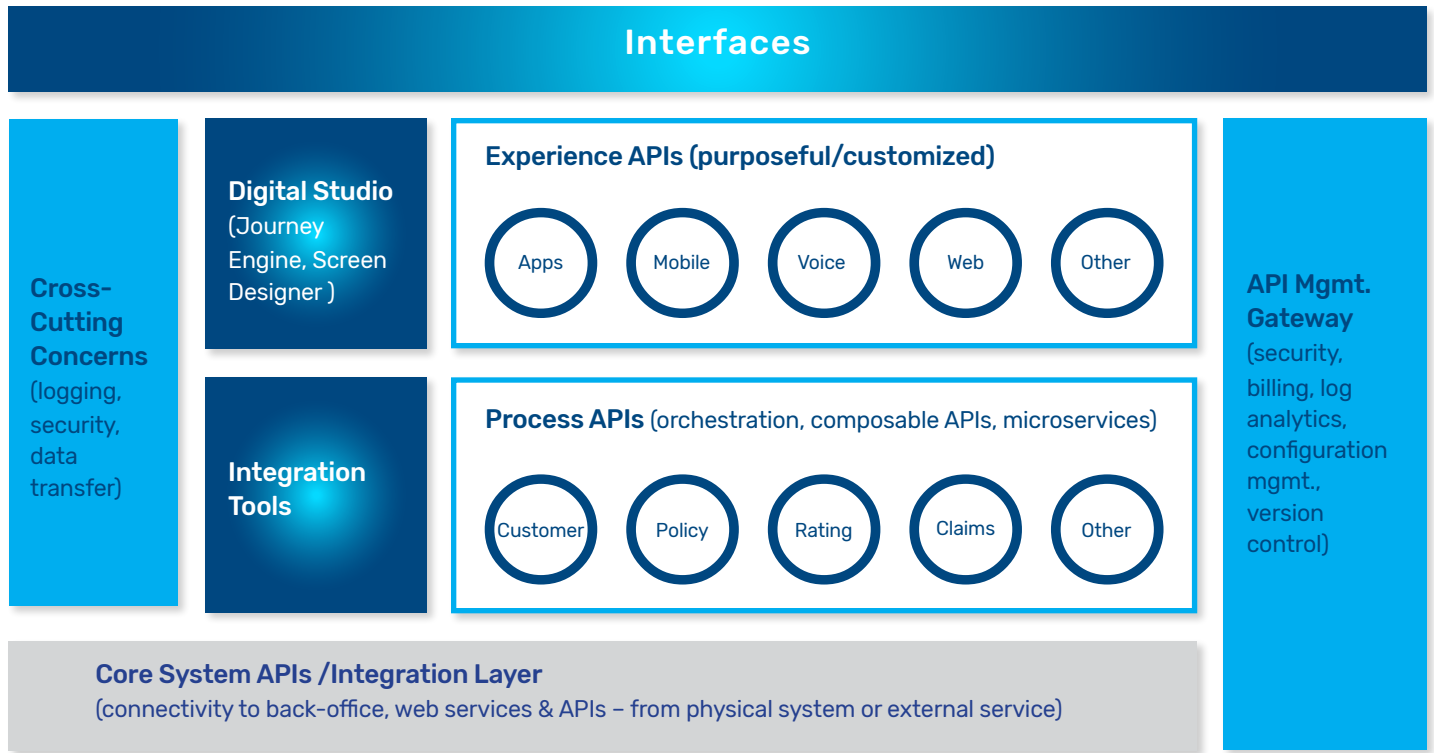 Interfaces
Cross-
Cutting
Concerns
(logging,
security,
data
transfer)
Digital Studio
(Journey
Engine, Screen
Designer )
Experience APIs (purposeful/customized)
Apps
Mobile
Voice
Web
Other
Integration
Tools
Process APIs (orchestration, composable APIs, microservices)
Customer
Policy
Rating
Claims
Other
API Mgmt.
Gateway
(security,
billing, log
analytics,
configuration
mgmt.,
version
control)
Core System APIs /Integration Layer
(connectivity to back-office, web services & APIs – from physical system or external service)